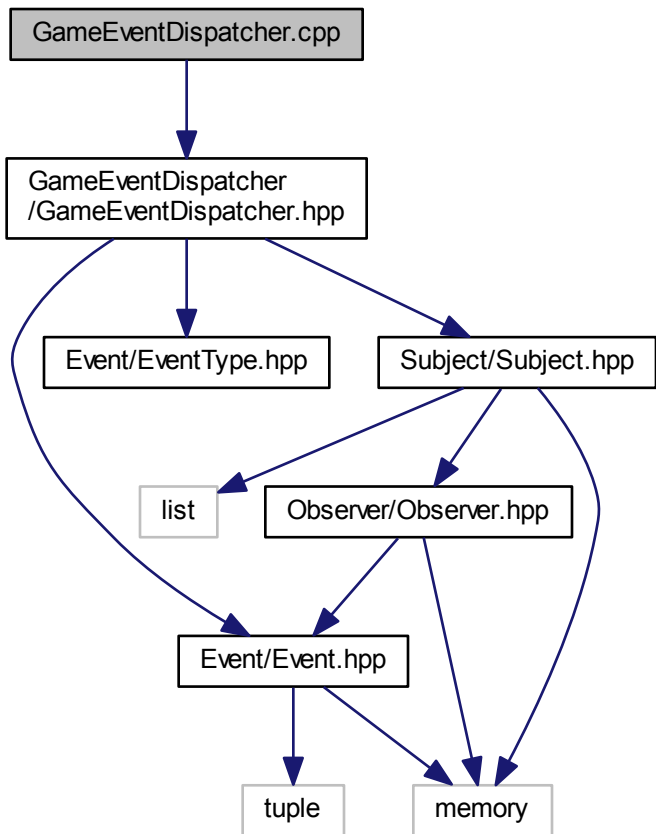 GameEventDispatcher.cpp
GameEventDispatcher
/GameEventDispatcher.hpp
Event/EventType.hpp
Subject/Subject.hpp
list
Observer/Observer.hpp
Event/Event.hpp
tuple
memory